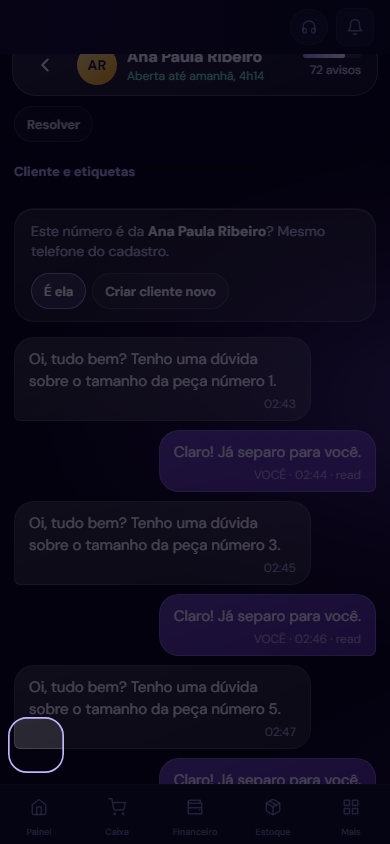 AR
Ana Paula Ribeiro
Aberta até amanhã, 4h14
72 avisos
Resolver
Cliente e etiquetas
Este número é da Ana Paula Ribeiro? Mesmo
telefone do cadastro.
É ela
Criar cliente novo
Oi, tudo bem? Tenho uma dúvida
sobre o tamanho da peça número 1.
02:43
Claro! Já separo para você.
VOCÊ · 02:44 · read
Oi, tudo bem? Tenho uma dúvida
sobre o tamanho da peça número 3.
02:45
Claro! Já separo para você.
VOCÊ · 02:46 · read
Oi, tudo bem? Tenho uma dúvida
sobre o tamanho da peça número 5.
02:47
Claro! Já separo para você.
Painel
Caixa
Financeiro
Estoque
Mais